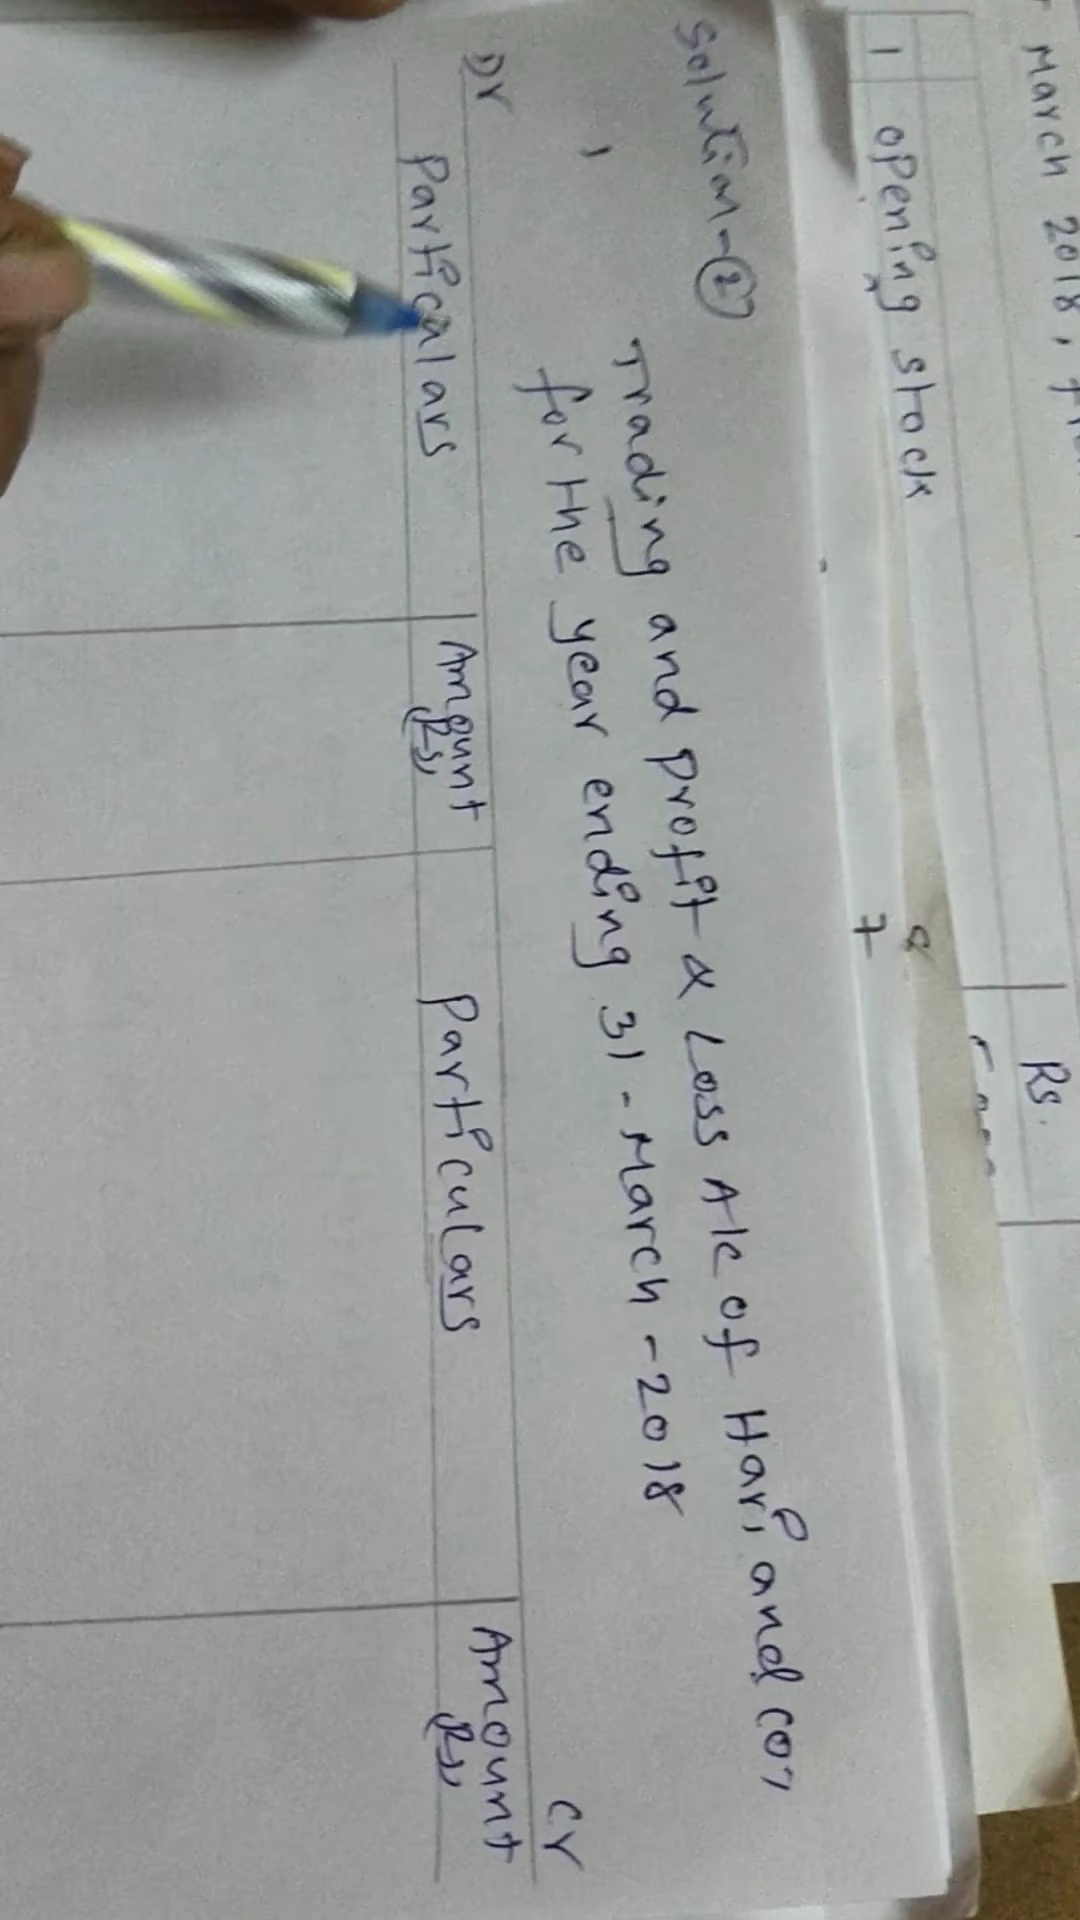 March 2018,
Rs.
1 opening stock
Solution-②
Trading and profit & Loss A/c of Hari and co,
for the year ending 31-March-2018
Dr Cr
Particalars Amount Particulars Amount
(Rs, (Rs,